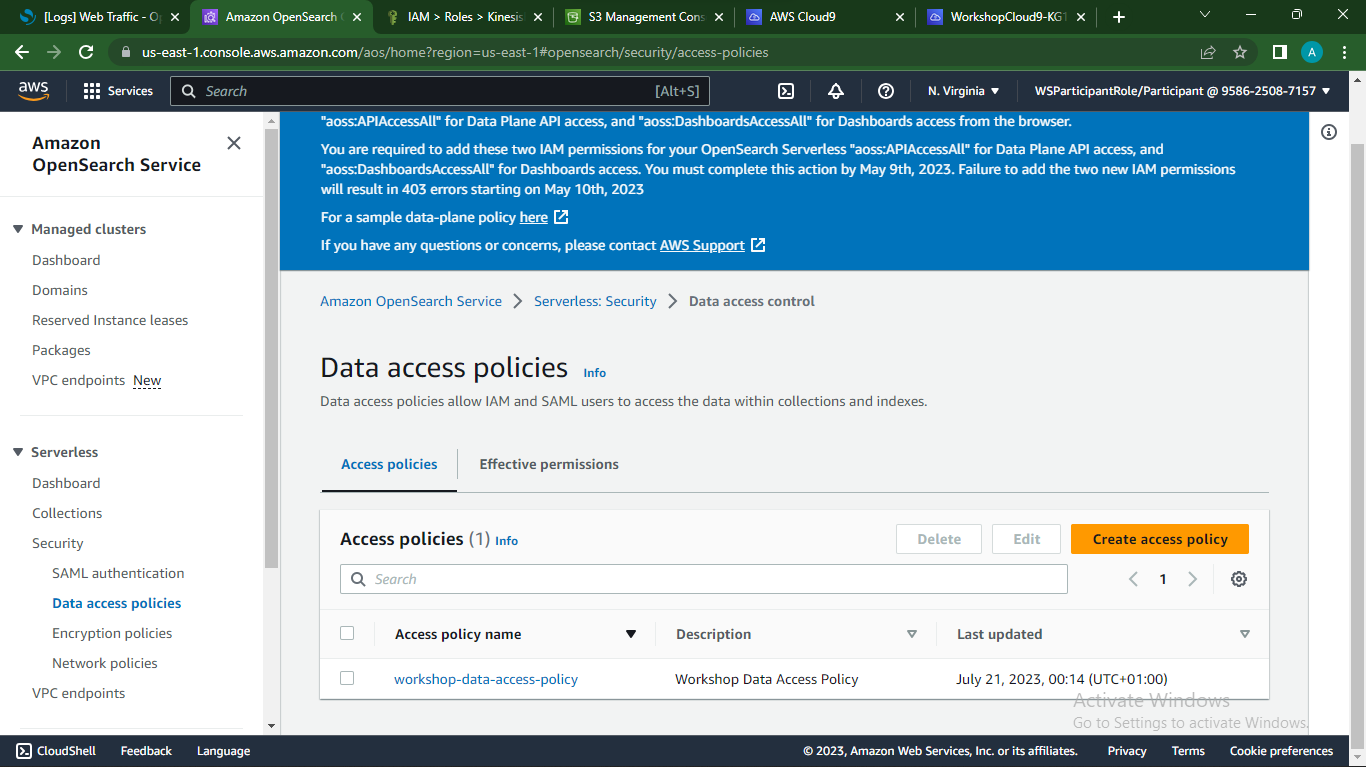 [Logs] Web Traffic - O
Amazon OpenSearch
IAM > Roles > Kinesis
S3 Management Cons
AWS Cloud9
WorkshopCloud9-KG1
us-east-1.console.aws.amazon.com/aos/home?region=us-east-1#opensearch/security/access-policies
A
aws
Services
Search
[Alt+S]
N. Virginia
WSParticipantRole/Participant @ 9586-2508-7157
Amazon
OpenSearch Service
Managed clusters
Dashboard
Domains
Reserved Instance leases
Packages
VPC endpoints New
Serverless
Dashboard
Collections
Security
SAML authentication
Data access policies
Encryption policies
Network policies
VPC endpoints
"aoss:APIAccessAll" for Data Plane API access, and "aoss:DashboardsAccessAll" for Dashboards access from the browser.
You are required to add these two IAM permissions for your OpenSearch Serverless "aoss:APIAccessAll" for Data Plane API access, and
"aoss:DashboardsAccessAll" for Dashboards access. You must complete this action by May 9th, 2023. Failure to add the two new IAM permissions
will result in 403 errors starting on May 10th, 2023
For a sample data-plane policy here
If you have any questions or concerns, please contact AWS Support
Amazon OpenSearch Service > Serverless: Security > Data access control
Data access policies Info
Data access policies allow IAM and SAML users to access the data within collections and indexes.
Access policies
Effective permissions
Access policies (1) Info
Delete
Edit
Create access policy
Search
1
Access policy name
Description
Last updated
workshop-data-access-policy
Workshop Data Access Policy
July 21, 2023, 00:14 (UTC+01:00)
Activate Windows
Go to Settings to activate Windows.
CloudShell
Feedback
Language
© 2023, Amazon Web Services, Inc. or its affiliates.
Privacy
Terms
Cookie preferences